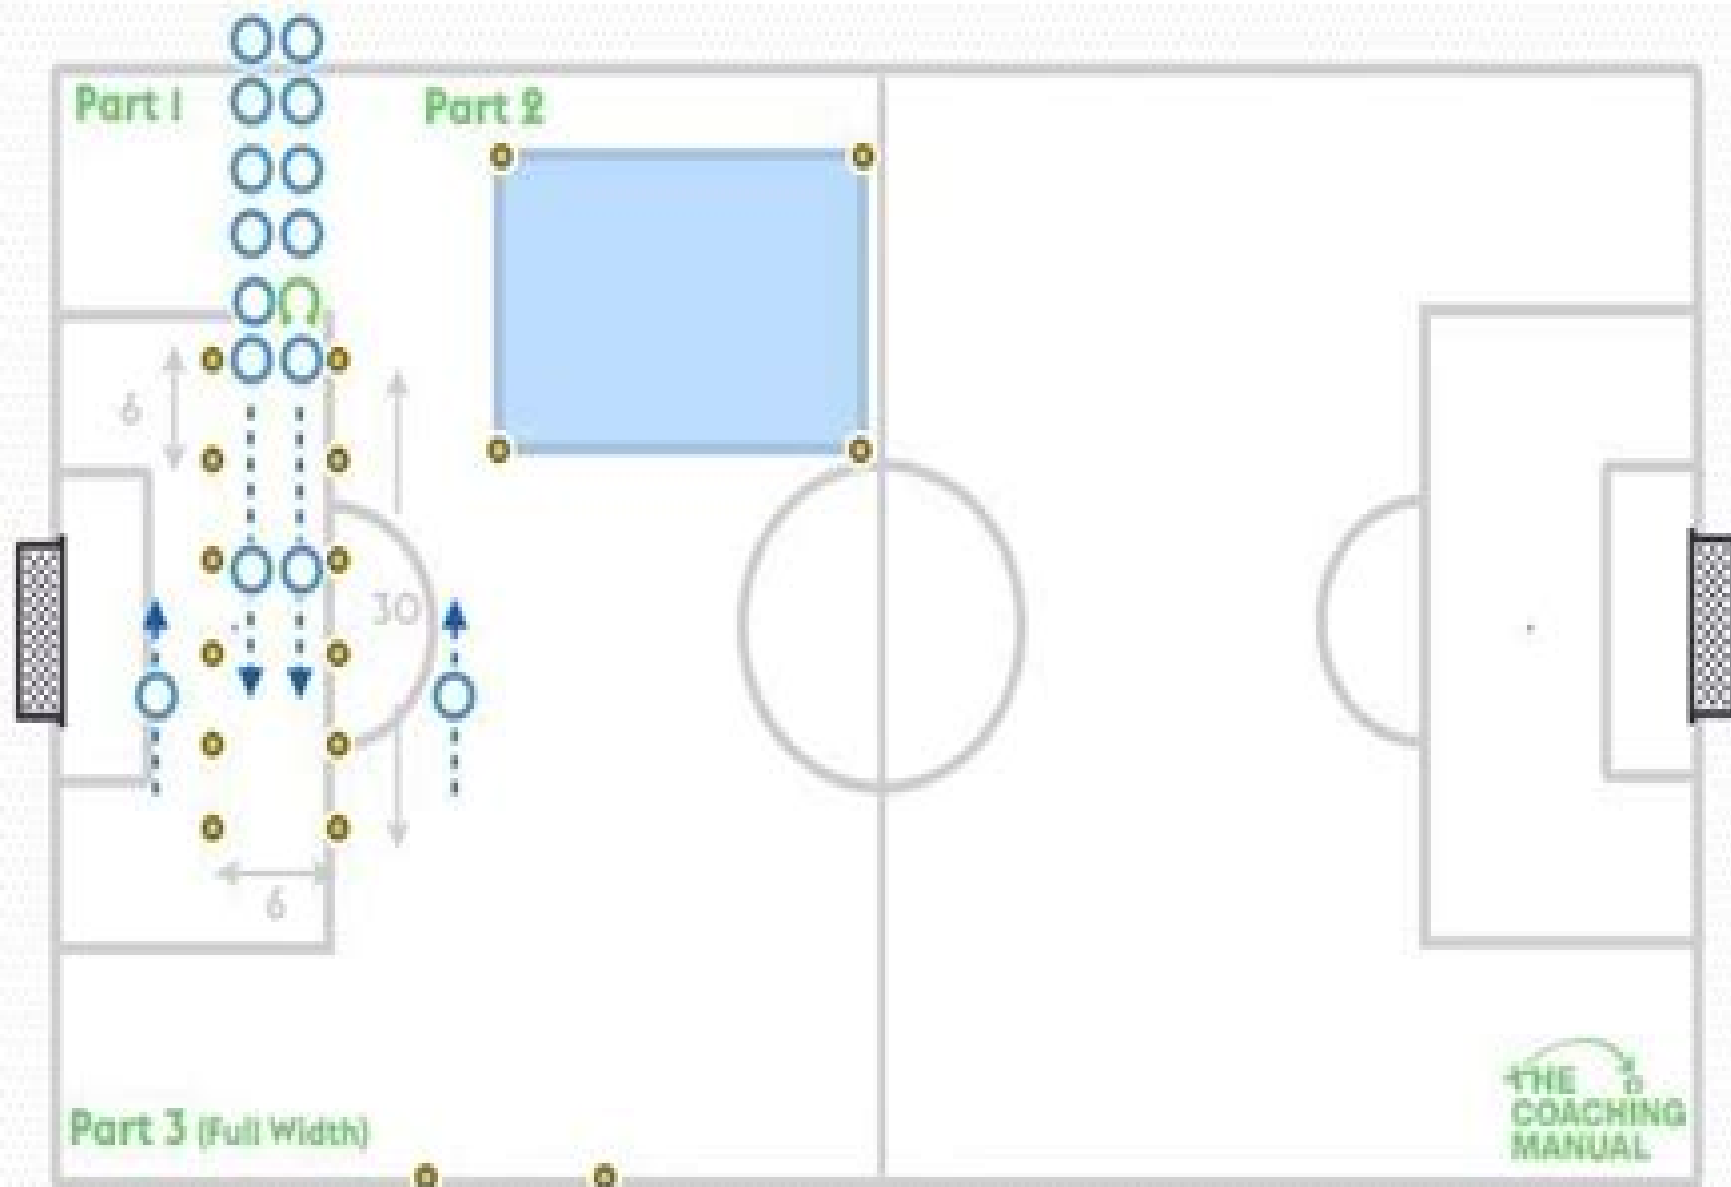 Part 1
Part 2
6
30
6
Part 3 (Full Width)
THE
COACHING
MANUAL